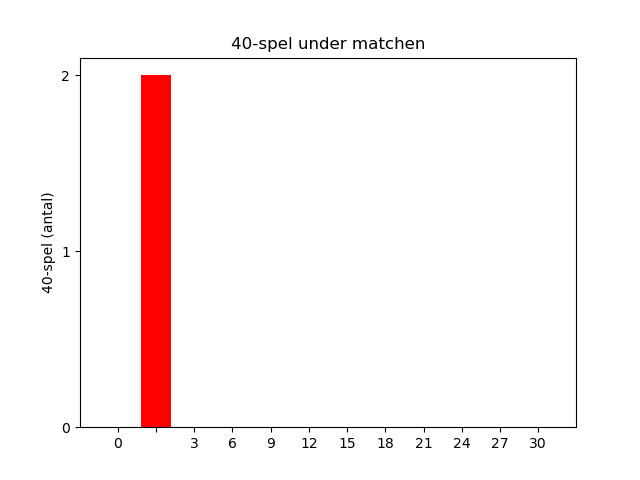 40-spel under matchen
40-spel (antal)
2
1
0
0 3 6 9 12 15 18 21 24 27 30